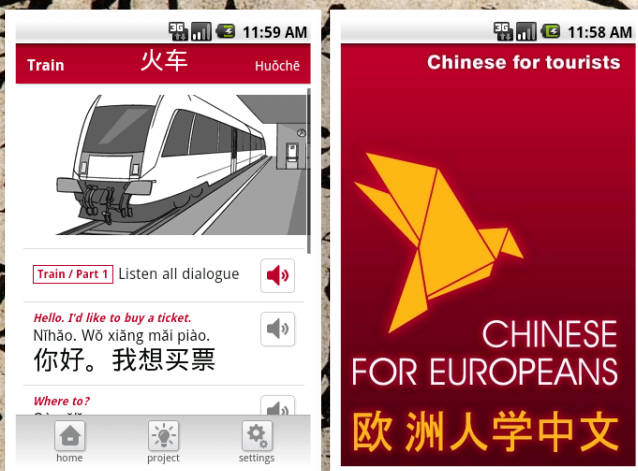 3G 11:59 AM
Train 火车 Huǒchē
Train / Part 1 Listen all dialogue
Hello. I'd like to buy a ticket.
Nǐhǎo. Wǒ xiǎng mǎi piào.
你好。我想买票
Where to?
home project settings
3G 11:58 AM
Chinese for tourists
CHINESE
FOR EUROPEANS
欧洲人学中文